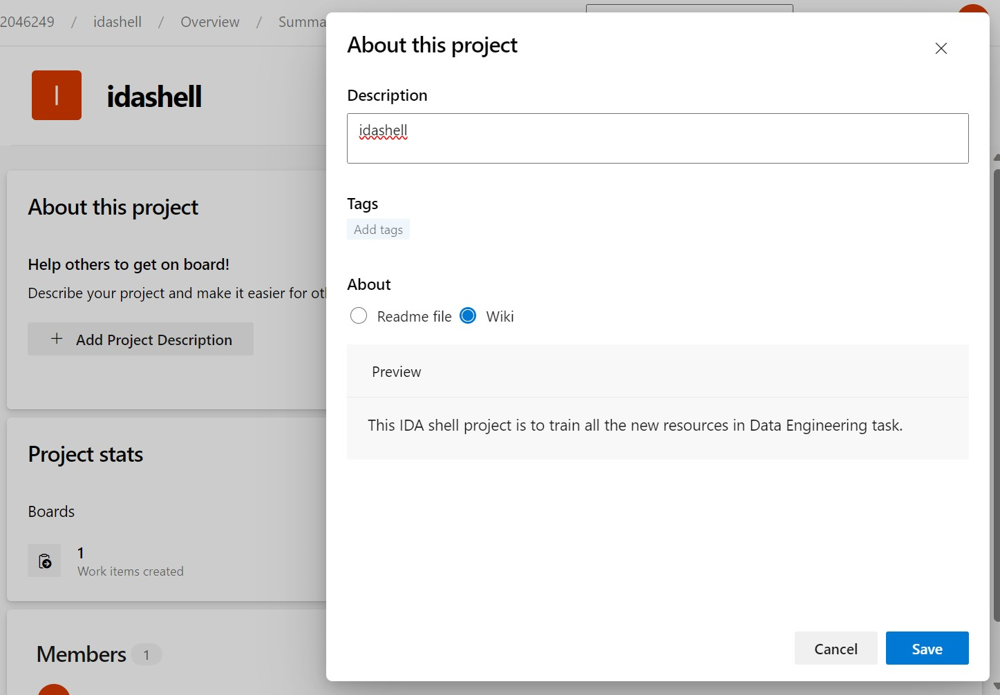 2046249 / idashell / Overview / Summa
I
idashell
About this project
Help others to get on board!
Describe your project and make it easier for
+ Add Project Description
Project stats
Boards
1
Work items created
Members 1
About this project
Description
idashell
Tags
Add tags
About
Readme file Wiki
Preview
This IDA shell project is to train all the new resources in Data Engineering task.
Cancel Save